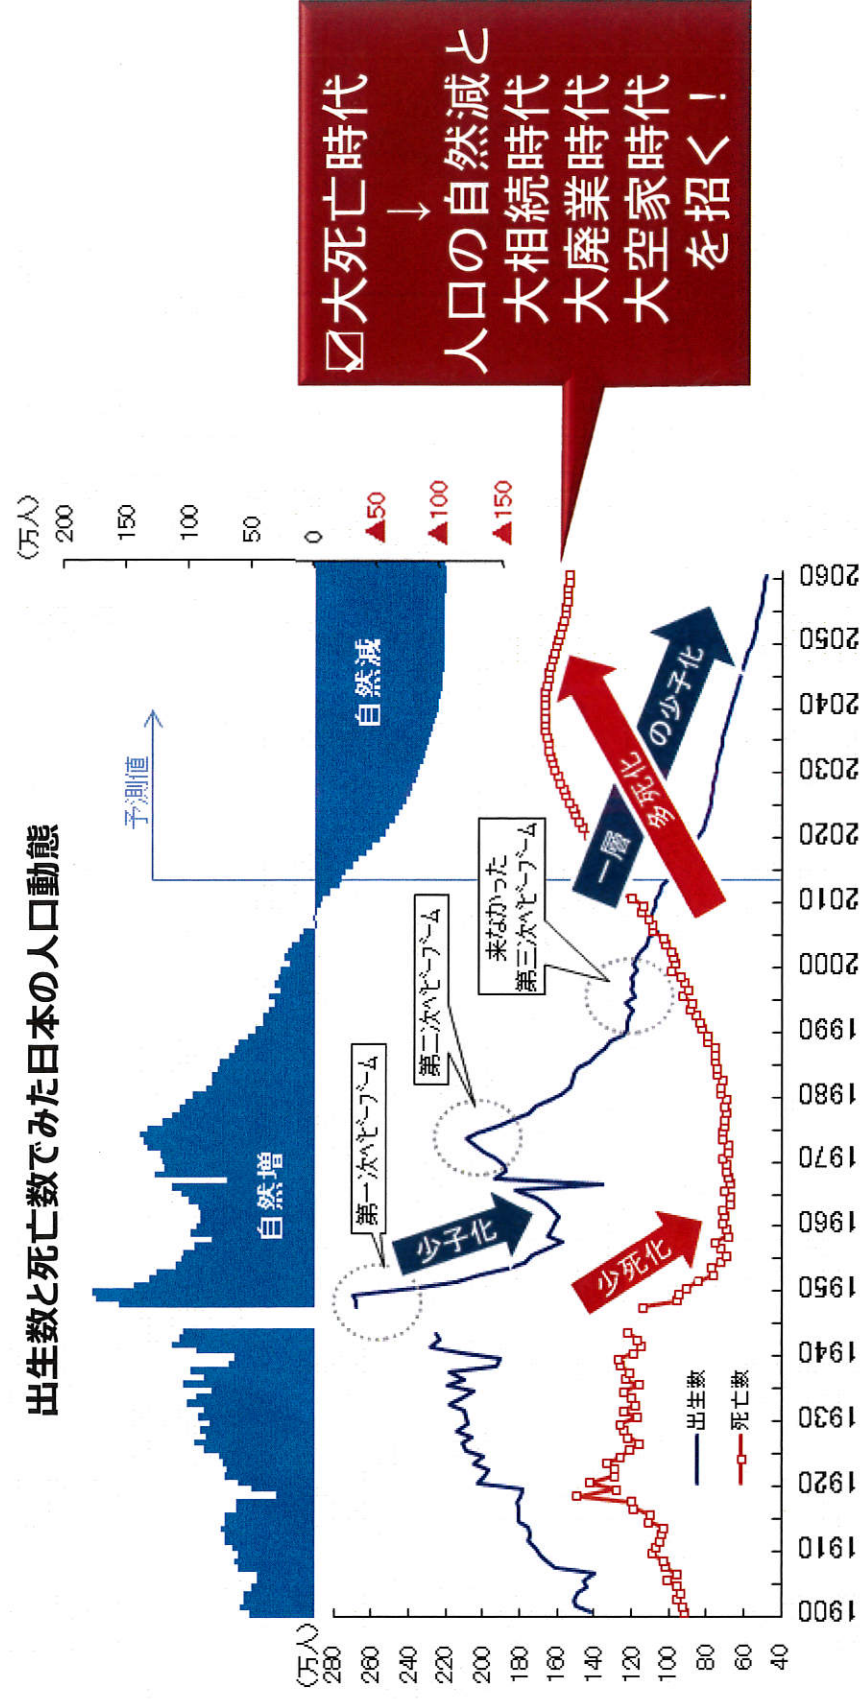 出生数と死亡数でみた日本の人口動態
(万人)
200
150
100
50
0
▲50
▲100
▲150
予測値
自然増
自然減
(万人)
280
260
240
220
200
180
160
140
120
100
80
60
40
第一次ベビーブーム
第二次ベビーブーム
来なかった
第三次ベビーブーム
少子化
少死化
一層
の少子化
多死化
出生数
死亡数
1900
1910
1920
1930
1940
1950
1960
1970
1980
1990
2000
2010
2020
2030
2040
2050
2060
☑大死亡時代
→
人口の自然減と
大相続時代
大廃業時代
大空家時代
を招く！